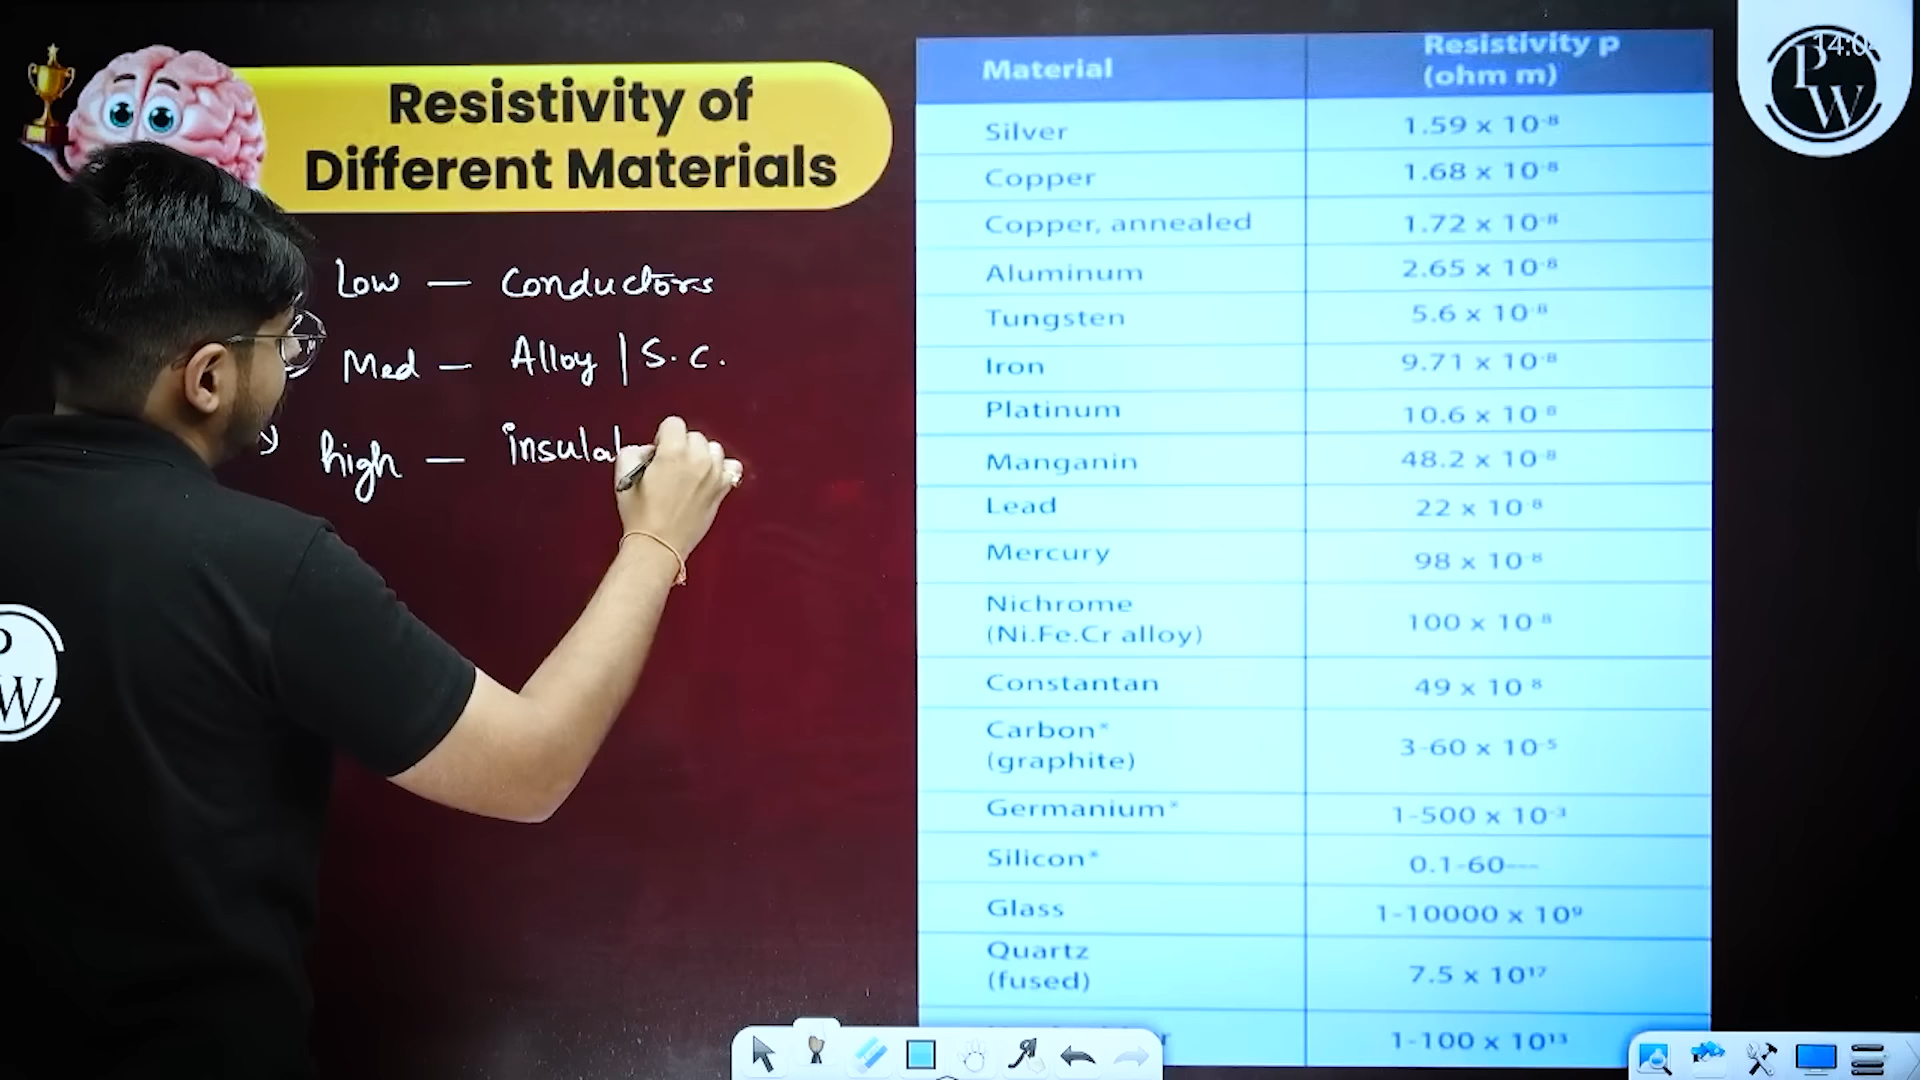 Resistivity of
Different Materials
Low — Conductors
Med — Alloy | S.C.
high — insulat
Material Resistivity p (ohm m)
Silver 1.59 x 10⁻⁸
Copper 1.68 x 10⁻⁸
Copper, annealed 1.72 x 10⁻⁸
Aluminum 2.65 x 10⁻⁸
Tungsten 5.6 x 10⁻⁸
Iron 9.71 x 10⁻⁸
Platinum 10.6 x 10⁻⁸
Manganin 48.2 x 10⁻⁸
Lead 22 x 10⁻⁸
Mercury 98 x 10⁻⁸
Nichrome
(Ni.Fe.Cr alloy) 100 x 10⁻⁸
Constantan 49 x 10⁻⁸
Carbon*
(graphite) 3-60 x 10⁻⁵
Germanium* 1-500 x 10⁻³
Silicon* 0.1-60---
Glass 1-10000 x 10⁹
Quartz
(fused) 7.5 x 10¹⁷
1-100 x 10¹³
PW
PW